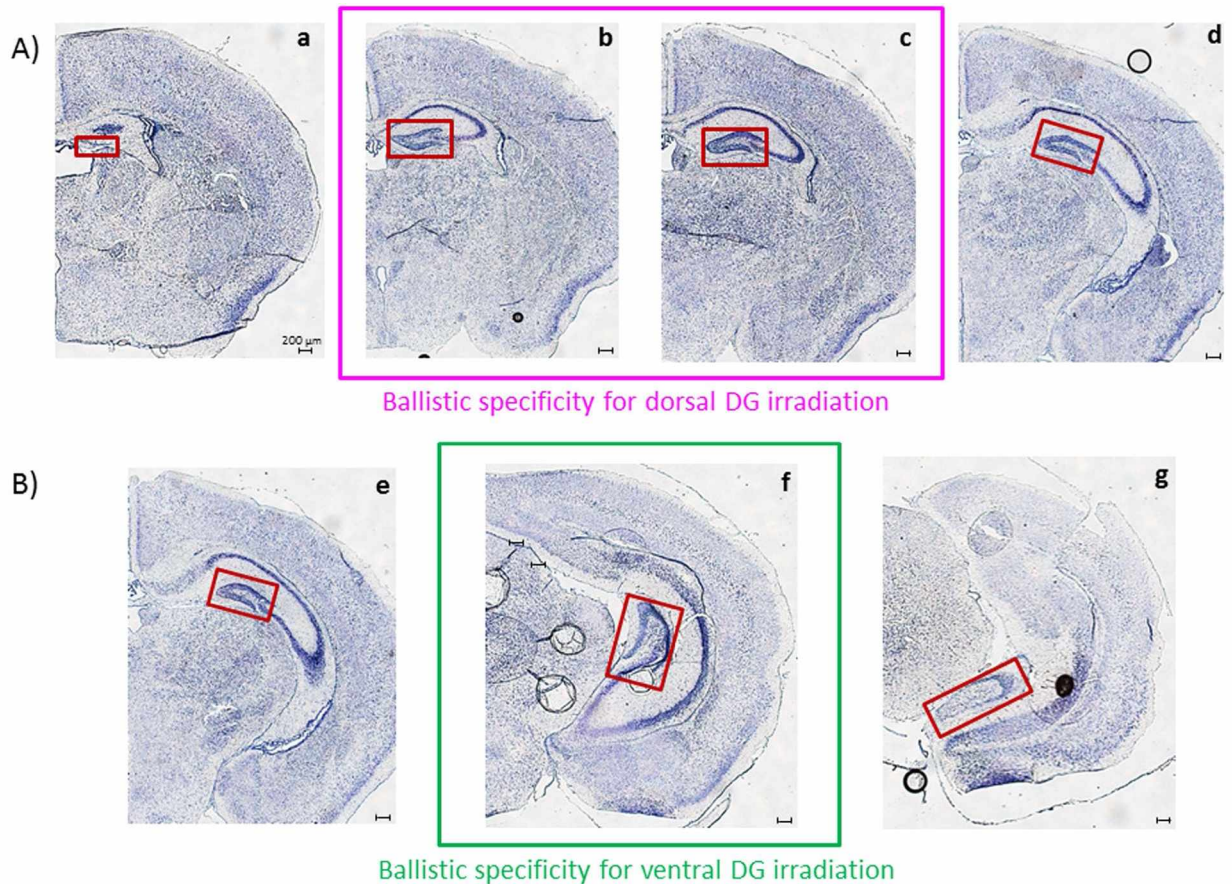 A)
a
b
c
d
200 µm
Ballistic specificity for dorsal DG irradiation
B)
e
f
g
Ballistic specificity for ventral DG irradiation